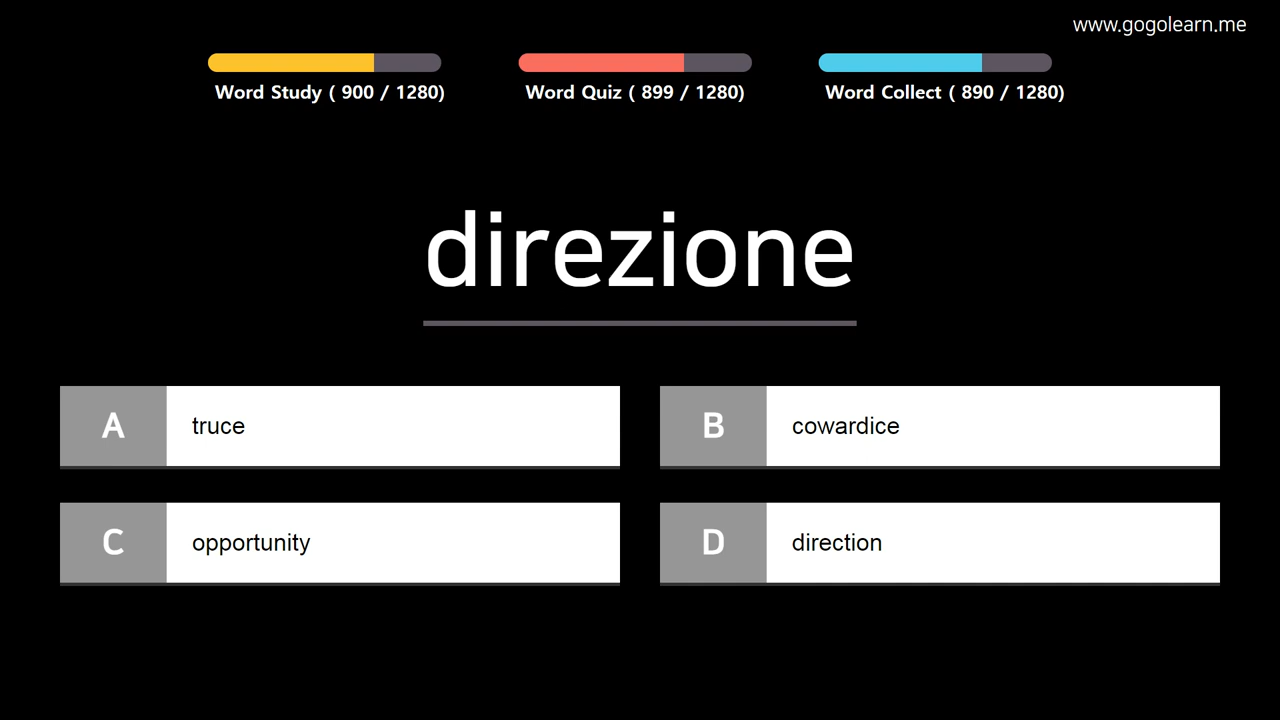 www.gogolearn.me
Word Study ( 900 / 1280)
Word Quiz ( 899 / 1280)
Word Collect ( 890 / 1280)
direzione
A truce
B cowardice
C opportunity
D direction